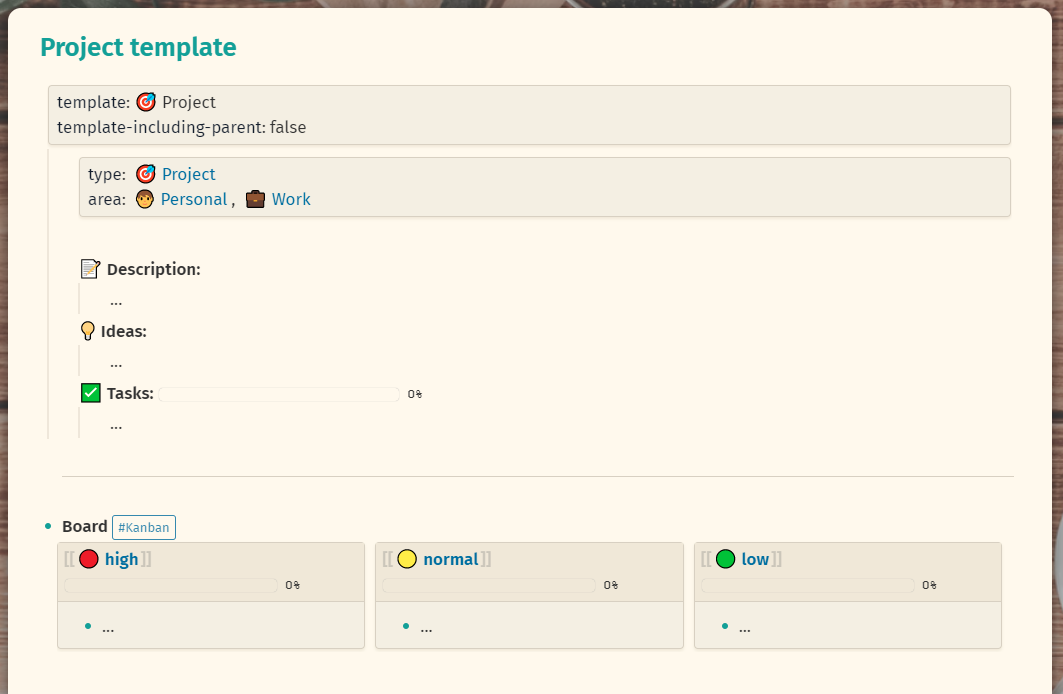 Project template
template: 🎯 Project
template-including-parent: false
type: 🎯 Project
area: 🧑 Personal , 💼 Work
📝 Description:
...
💡 Ideas:
...
✅ Tasks: 0%
...
Board #Kanban
[[🔴 high]] [[🟡 normal]] [[🟢 low]]
0% 0% 0%
... ... ...